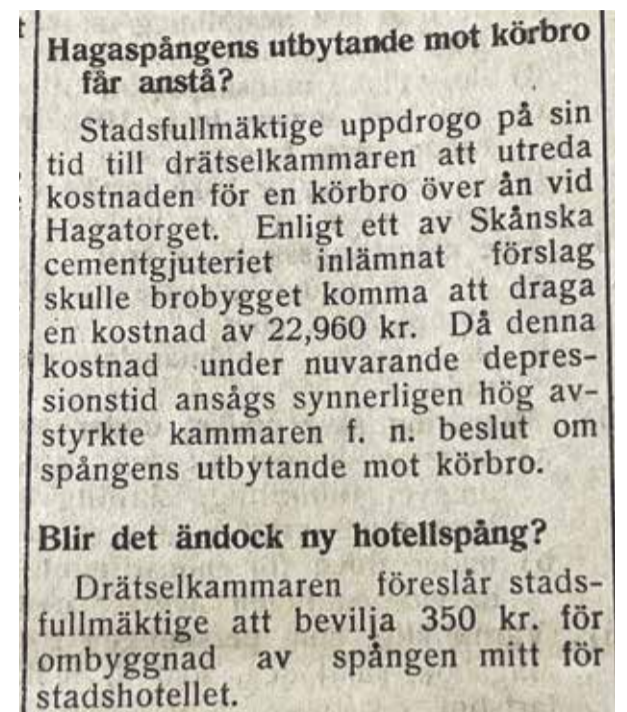 Hagaspångens utbytande mot körbro
får anstå?
Stadsfullmäktige uppdrogo på sin
tid till drätselkammaren att utreda
kostnaden för en körbro över ån vid
Hagatorget. Enligt ett av Skånska
cementgjuteriet inlämnat förslag
skulle brobygget komma att draga
en kostnad av 22,960 kr. Då denna
kostnad under nuvarande depres-
sionstid ansågs synnerligen hög av-
styrkte kammaren f. n. beslut om
spångens utbytande mot körbro.
Blir det ändock ny hotellspång?
Drätselkammaren föreslår stads-
fullmäktige att bevilja 350 kr. för
ombyggnad av spången mitt för
stadshotellet.